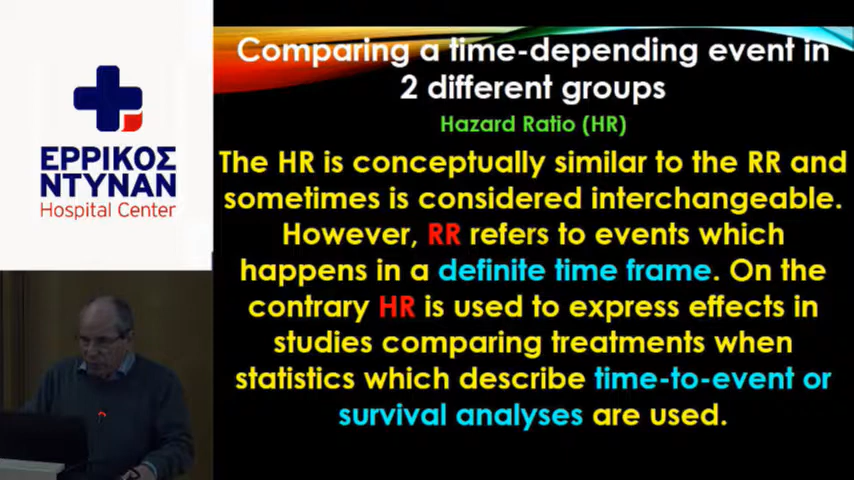 ΕΡΡΙΚΟΣ
ΝΤΥΝΑΝ
Hospital Center
Comparing a time-depending event in
2 different groups
Hazard Ratio (HR)
The HR is conceptually similar to the RR and
sometimes is considered interchangeable.
However, RR refers to events which
happens in a definite time frame. On the
contrary HR is used to express effects in
studies comparing treatments when
statistics which describe time-to-event or
survival analyses are used.